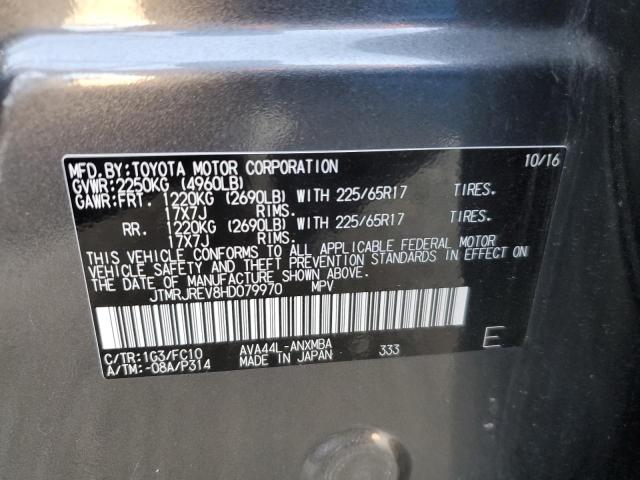 MFD.BY:TOYOTA MOTOR CORPORATION 10/16
GVWR:2250KG (4960LB)
GAWR:FRT. 1220KG (2690LB) WITH 225/65R17 TIRES.
17X7J RIMS.
RR. 1220KG (2690LB) WITH 225/65R17 TIRES.
17X7J RIMS.
THIS VEHICLE CONFORMS TO ALL APPLICABLE FEDERAL MOTOR
VEHICLE SAFETY AND THEFT PREVENTION STANDARDS IN EFFECT ON
THE DATE OF MANUFACTURE SHOWN ABOVE.
JTMRJREV8HD079970 MPV
C/TR:1G3/FC10 AVA44L-ANXMBA 333 E
A/TM:-08A/P314 MADE IN JAPAN